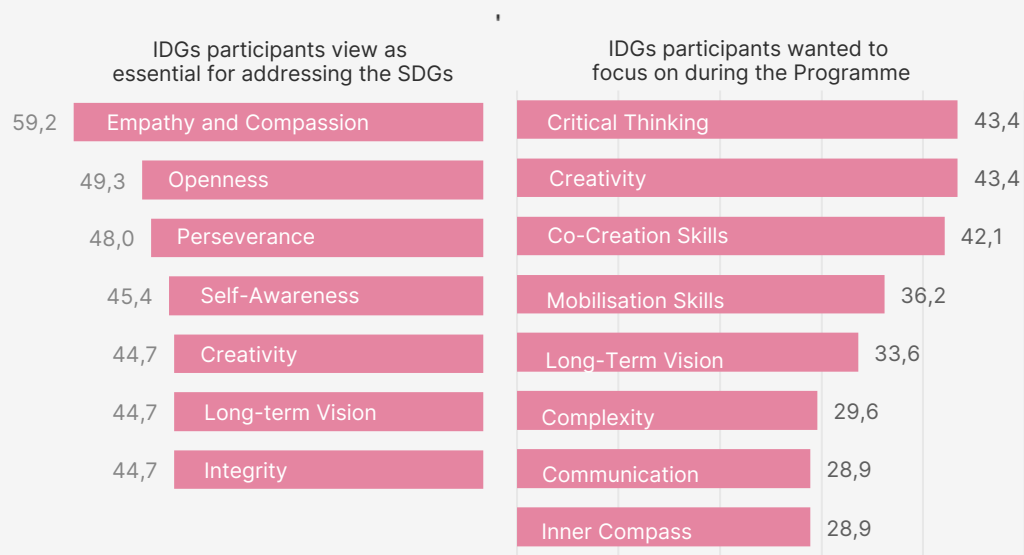 IDGs participants view as
essential for addressing the SDGs
59,2 Empathy and Compassion
49,3 Openness
48,0 Perseverance
45,4 Self-Awareness
44,7 Creativity
44,7 Long-term Vision
44,7 Integrity
IDGs participants wanted to
focus on during the Programme
Critical Thinking 43,4
Creativity 43,4
Co-Creation Skills 42,1
Mobilisation Skills 36,2
Long-Term Vision 33,6
Complexity 29,6
Communication 28,9
Inner Compass 28,9